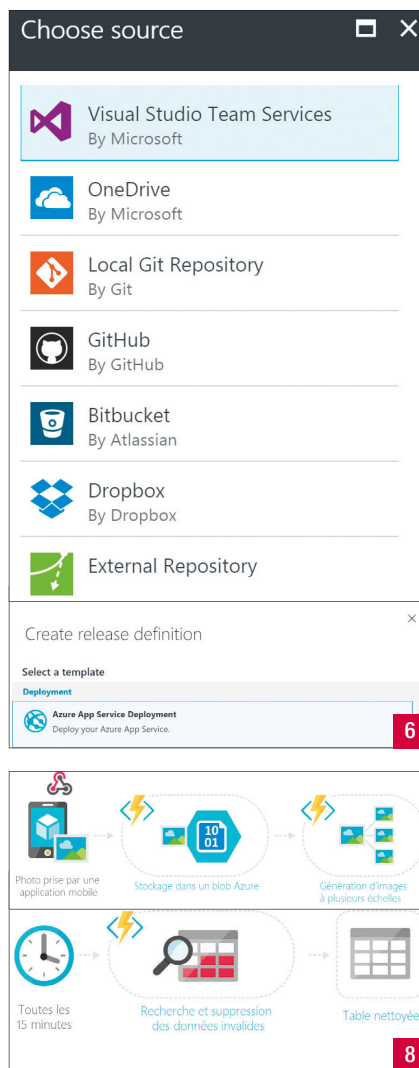 Choose source
Visual Studio Team Services
By Microsoft
OneDrive
By Microsoft
Local Git Repository
By Git
GitHub
By GitHub
Bitbucket
By Atlassian
Dropbox
By Dropbox
External Repository
Create release definition
Select a template
Deployment
Azure App Service Deployment
Deploy your Azure App Service.
6
10
01
Photo prise par une
application mobile
Stockage dans un blob Azure
Génération d'images
à plusieurs échelles
Toutes les
15 minutes
Recherche et suppression
des données invalides
Table nettoyée
8